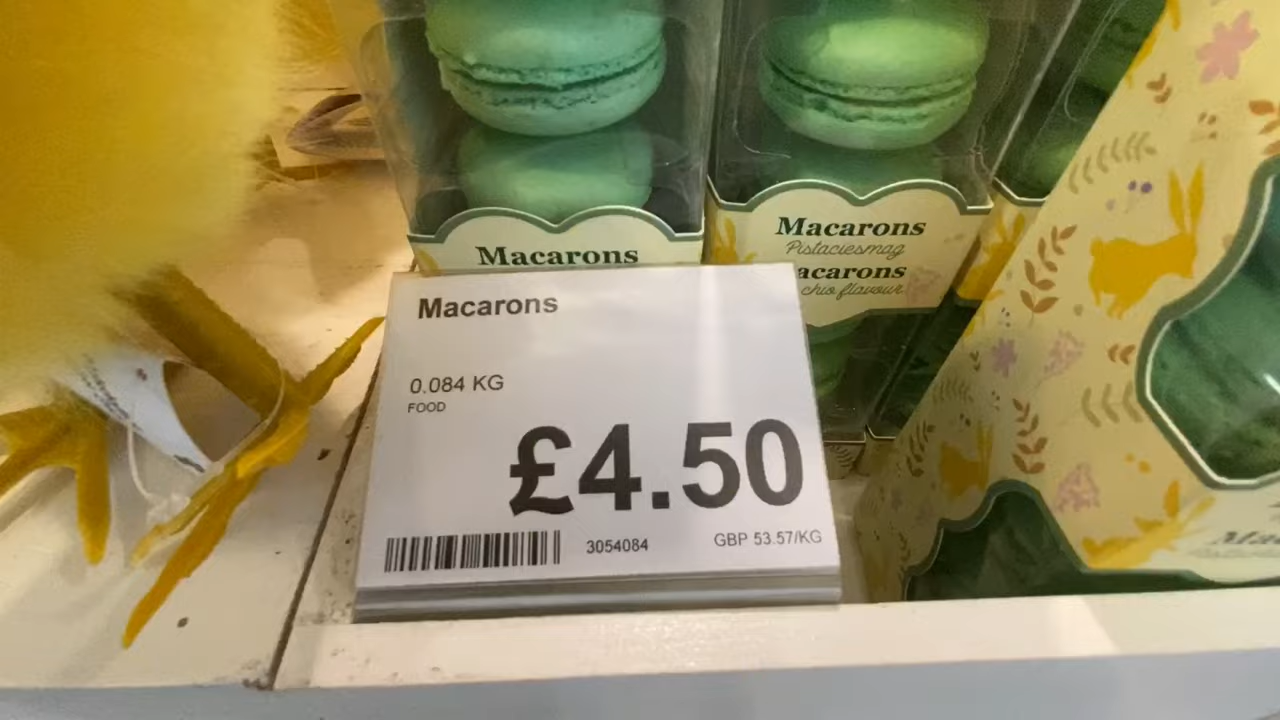 Macarons
Macarons
Pistaciesmag
acarons
chio flavour
Macarons
0.084 KG
FOOD
£4.50
3054084
GBP 53.57/KG